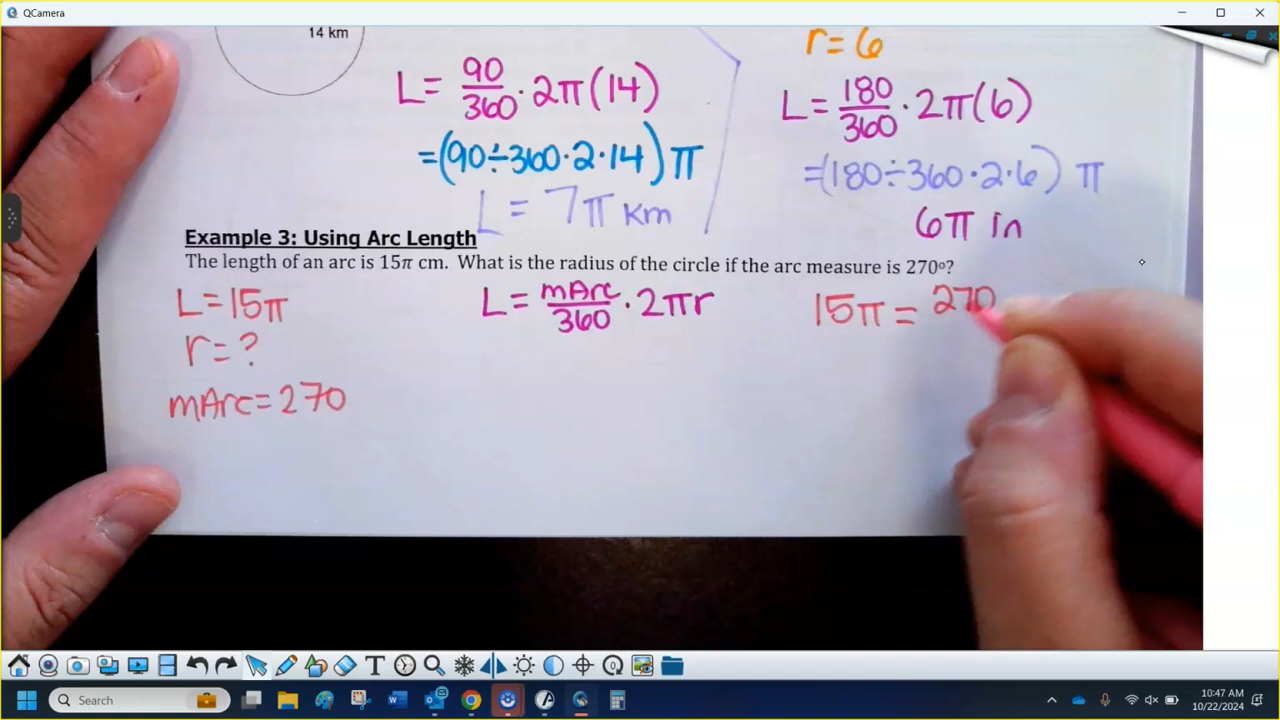 QCamera
14 km
L = 90/360 · 2π(14)
=(90÷360·2·14)π
L = 7π km
r = 6
L = 180/360 · 2π(6)
=(180÷360·2·6) π
6π in
Example 3: Using Arc Length
The length of an arc is 15π cm. What is the radius of the circle if the arc measure is 270º?
L = 15π
r = ?
mArc = 270
L = mArc/360 · 2πr
15π = 270
Search
10:47 AM
10/22/2024